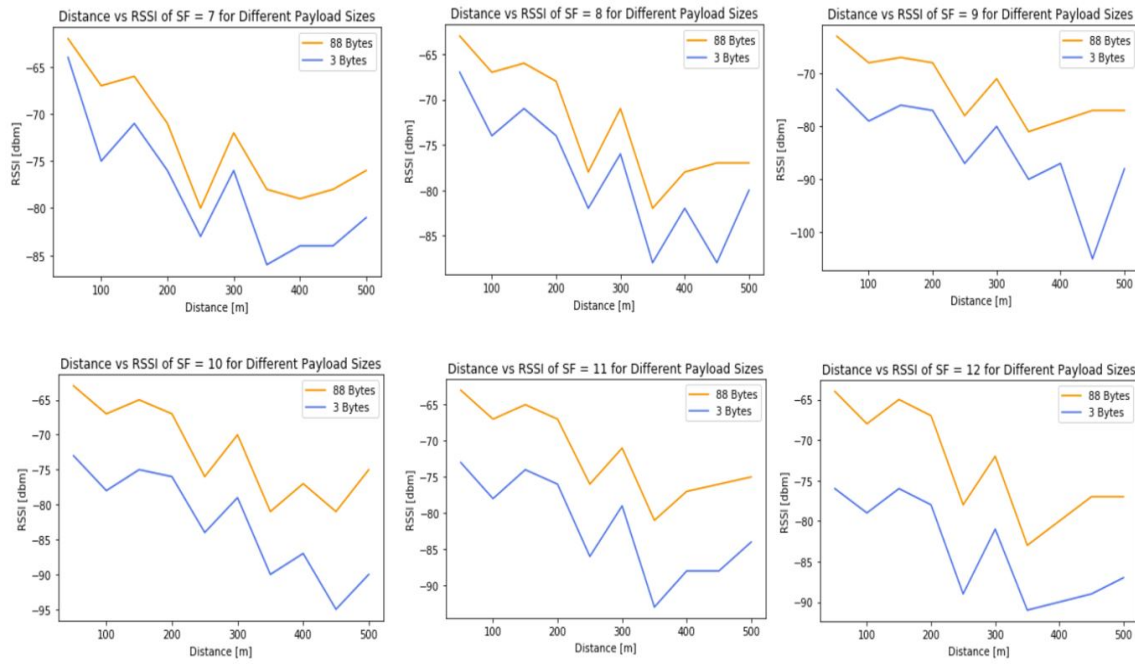 Distance vs RSSI of SF = 7 for Different Payload Sizes
88 Bytes
3 Bytes
RSSI [dbm]
−65
−70
−75
−80
−85
100 200 300 400 500
Distance [m]
Distance vs RSSI of SF = 8 for Different Payload Sizes
88 Bytes
3 Bytes
RSSI [dbm]
−65
−70
−75
−80
−85
100 200 300 400 500
Distance [m]
Distance vs RSSI of SF = 9 for Different Payload Sizes
88 Bytes
3 Bytes
RSSI [dbm]
−70
−80
−90
−100
100 200 300 400 500
Distance [m]
Distance vs RSSI of SF = 10 for Different Payload Sizes
88 Bytes
3 Bytes
RSSI [dbm]
−65
−70
−75
−80
−85
−90
−95
100 200 300 400 500
Distance [m]
Distance vs RSSI of SF = 11 for Different Payload Sizes
88 Bytes
3 Bytes
RSSI [dbm]
−65
−70
−75
−80
−85
−90
100 200 300 400 500
Distance [m]
Distance vs RSSI of SF = 12 for Different Payload Sizes
88 Bytes
3 Bytes
RSSI [dbm]
−65
−70
−75
−80
−85
−90
100 200 300 400 500
Distance [m]